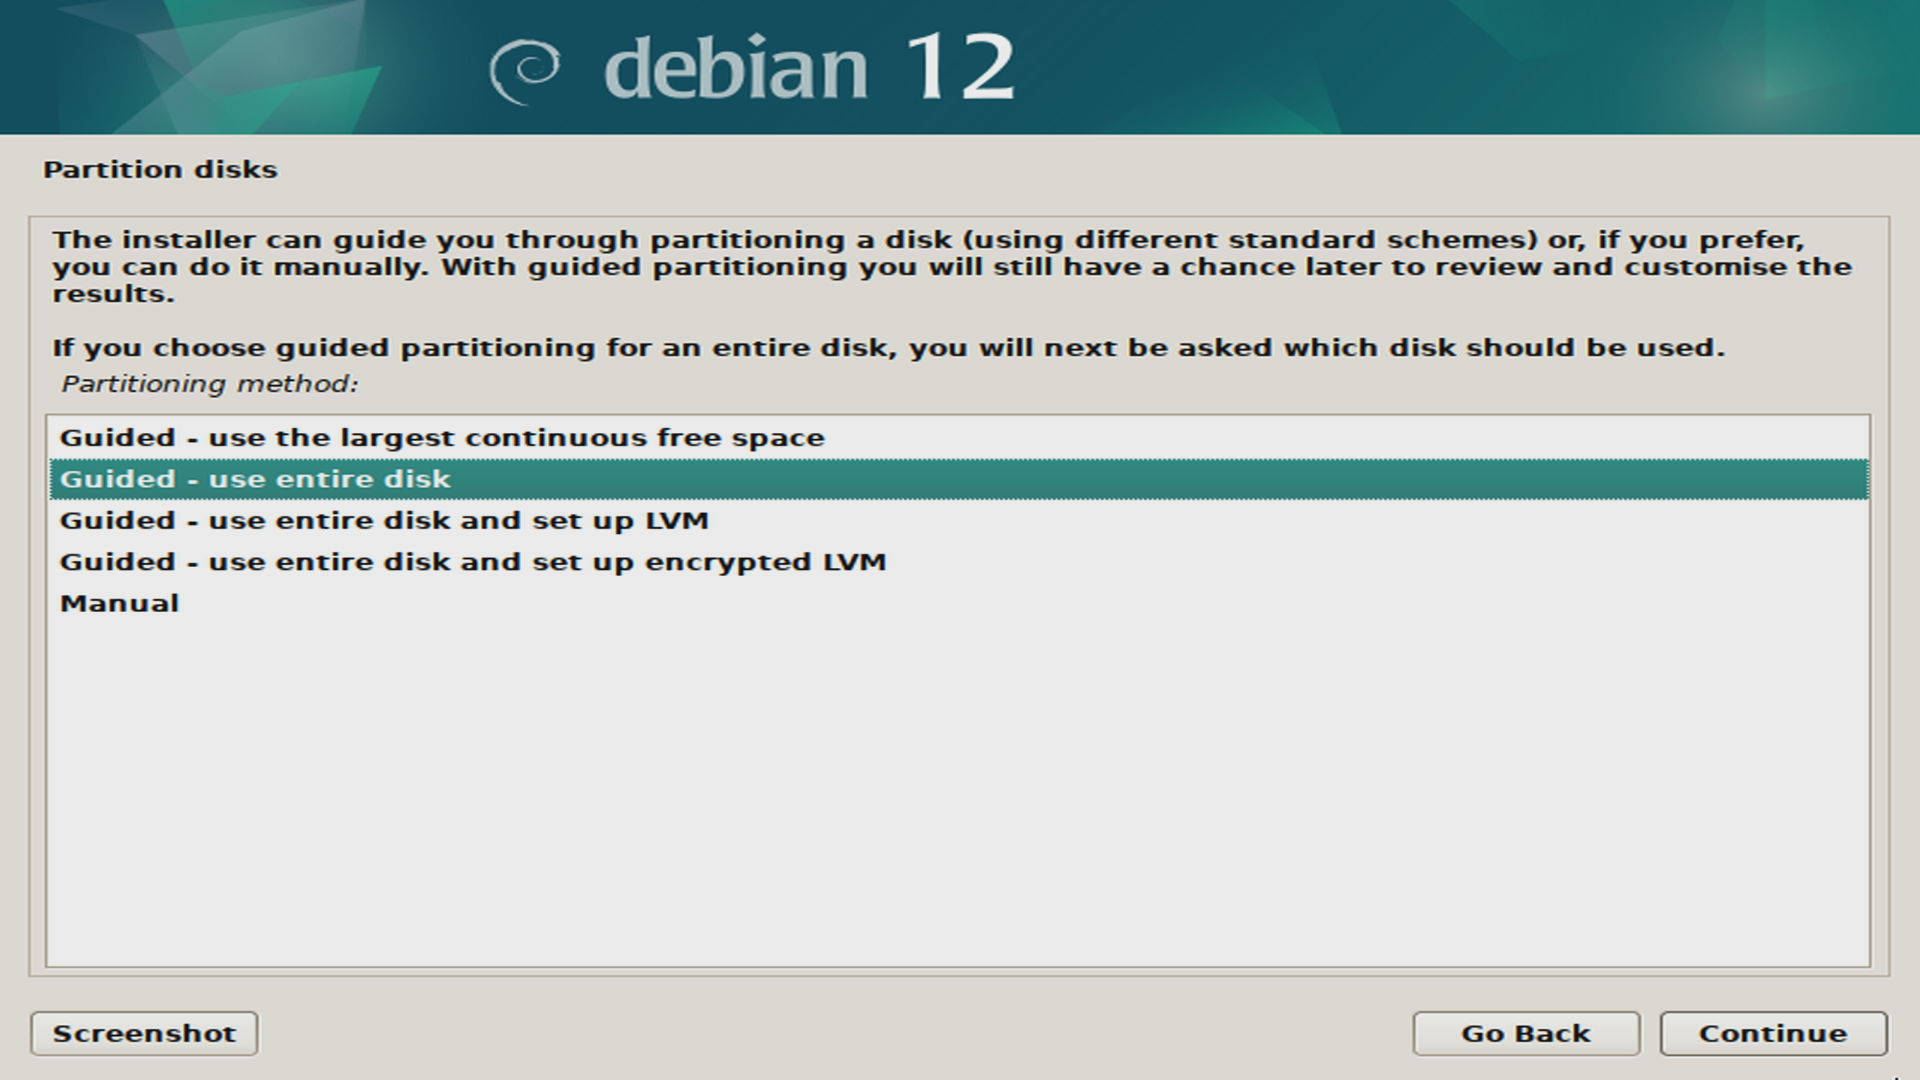 debian 12
Partition disks
The installer can guide you through partitioning a disk (using different standard schemes) or, if you prefer,
you can do it manually. With guided partitioning you will still have a chance later to review and customise the
results.
If you choose guided partitioning for an entire disk, you will next be asked which disk should be used.
Partitioning method:
Guided - use the largest continuous free space
Guided - use entire disk
Guided - use entire disk and set up LVM
Guided - use entire disk and set up encrypted LVM
Manual
Screenshot
Go Back
Continue